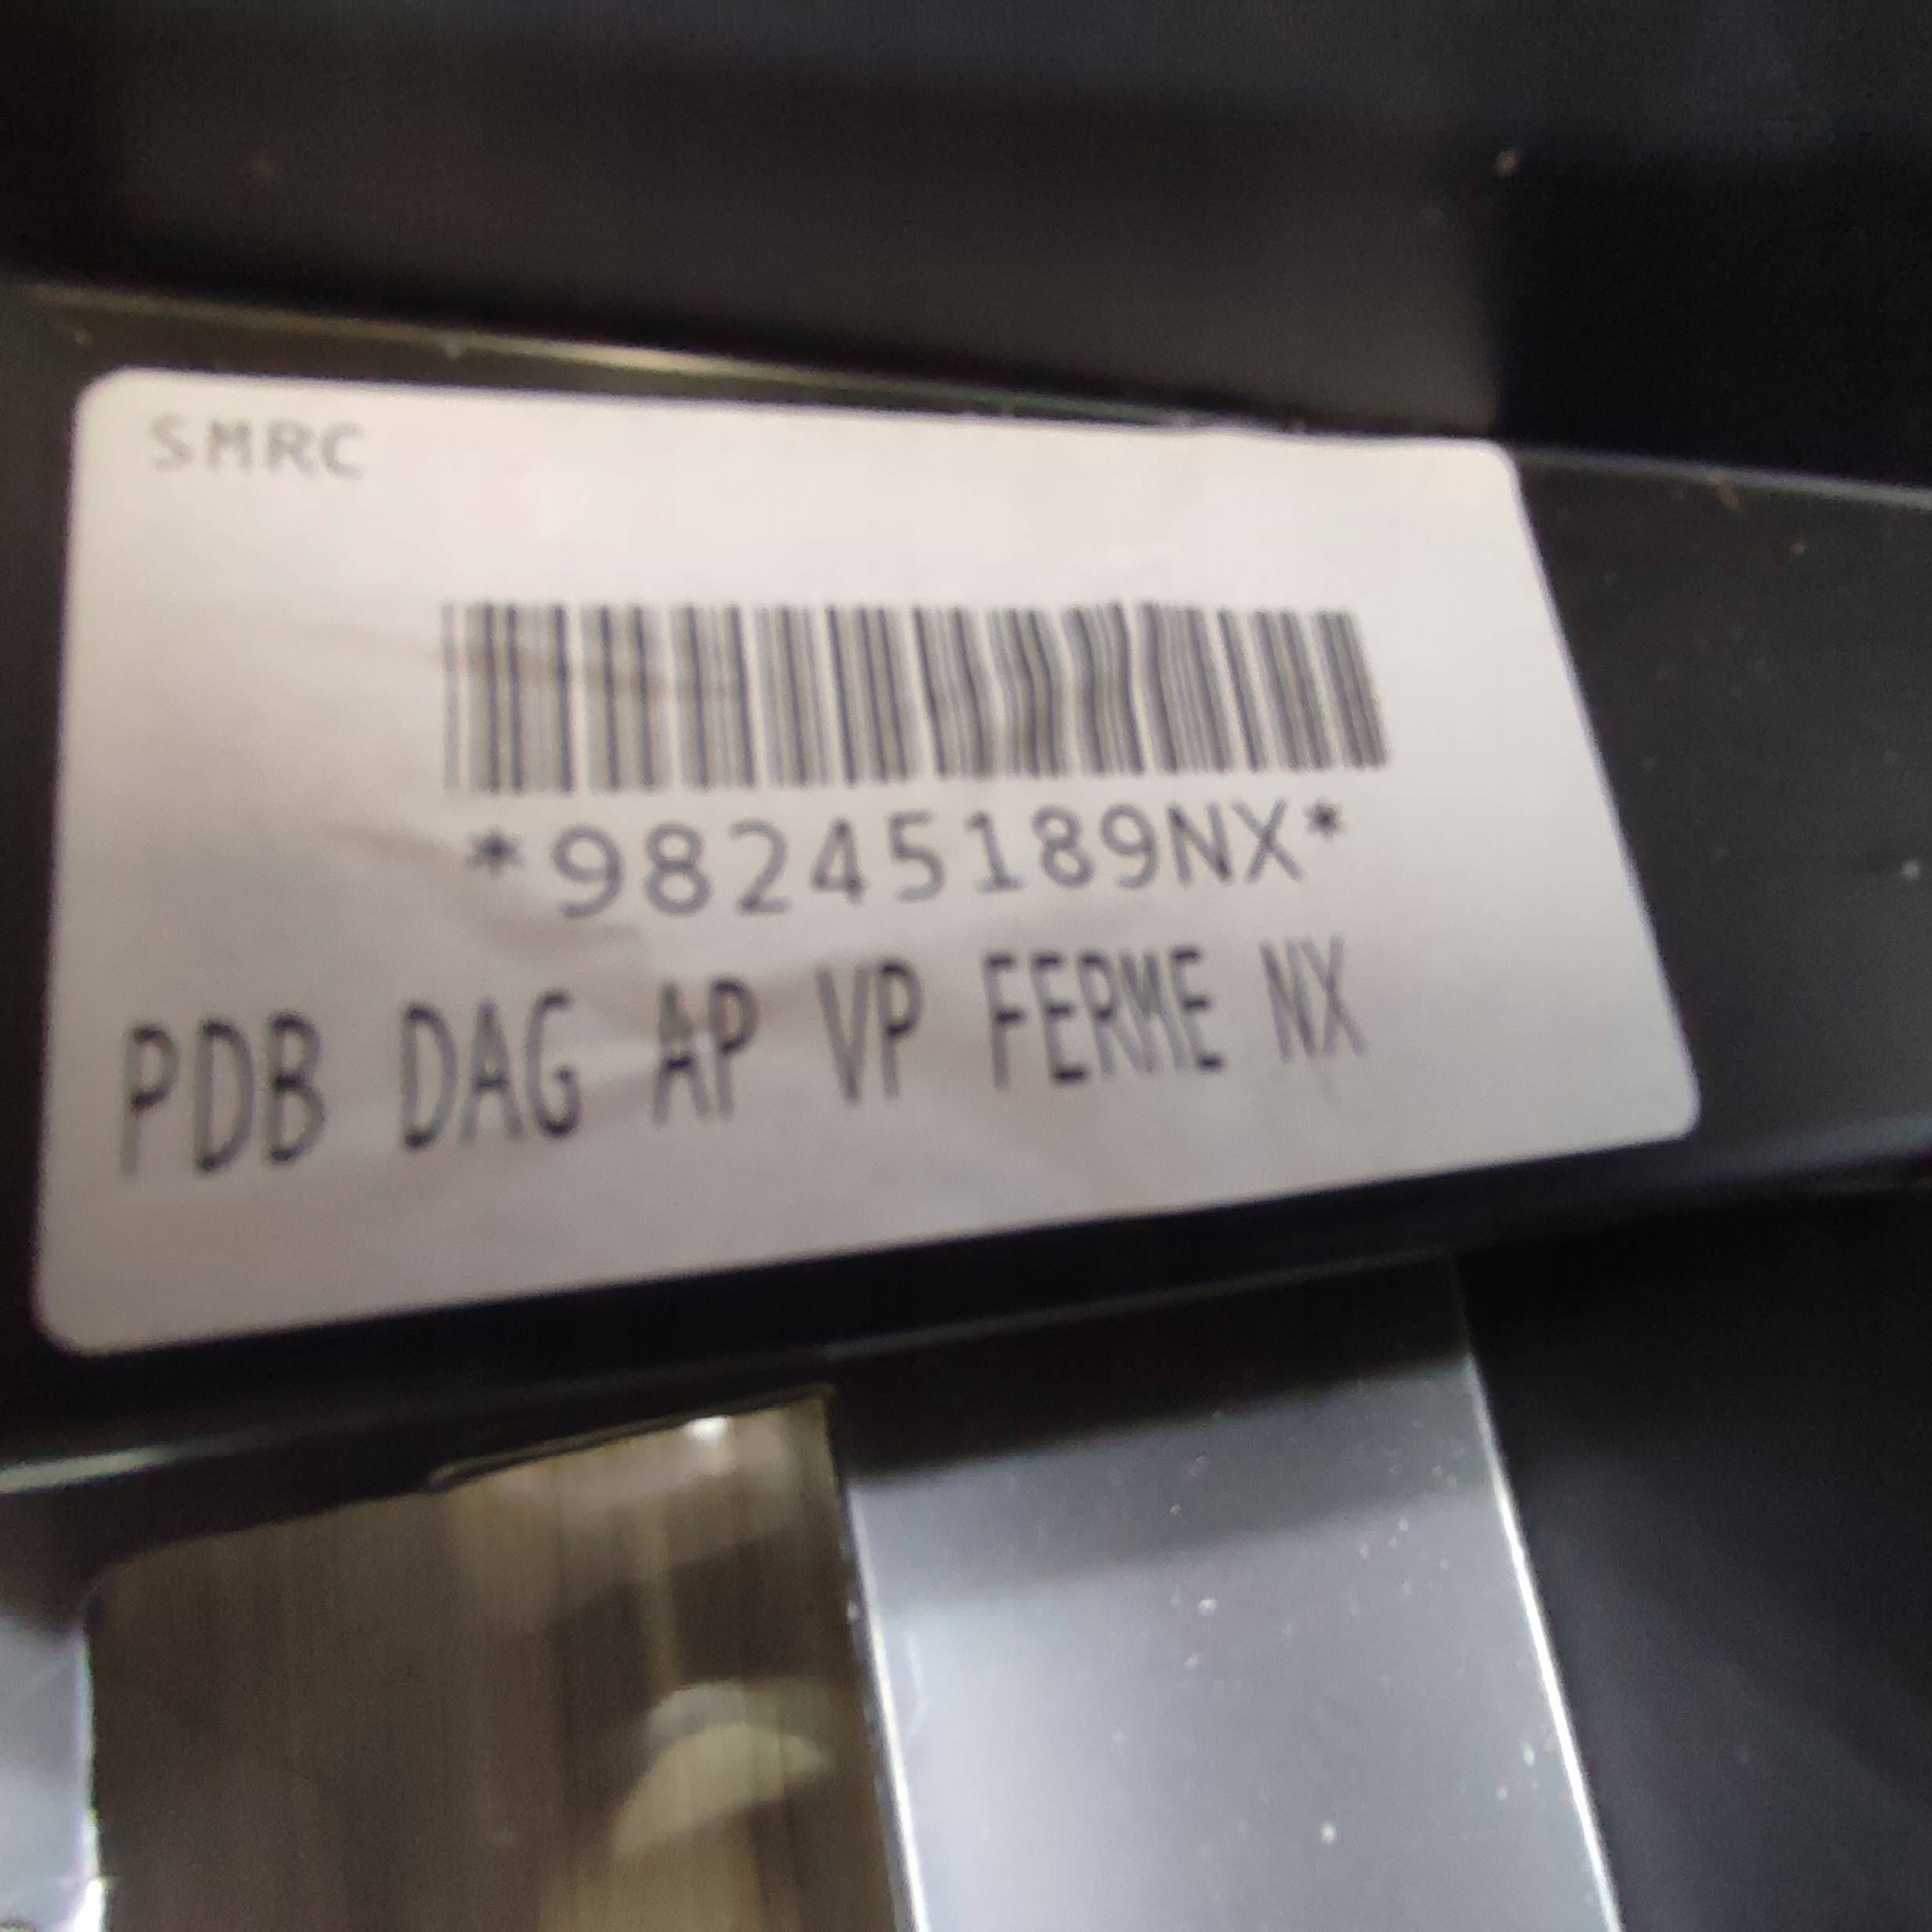 SMRC
*98245189NX*
PDB DAG AP VP FERME NX